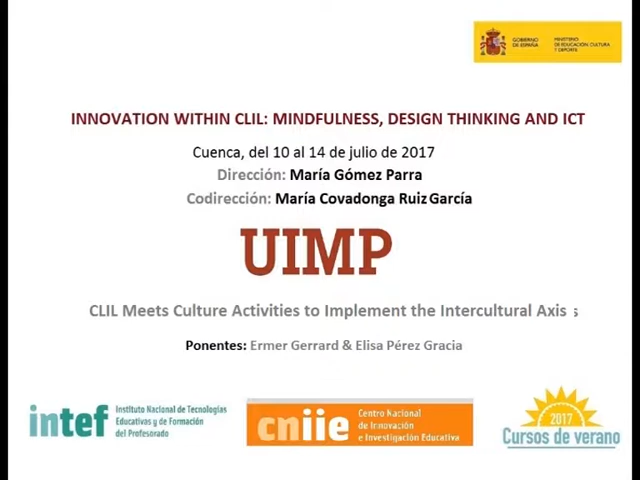 GOBIERNO
DE ESPAÑA
MINISTERIO
DE EDUCACIÓN, CULTURA
Y DEPORTE
INNOVATION WITHIN CLIL: MINDFULNESS, DESIGN THINKING AND ICT
Cuenca, del 10 al 14 de julio de 2017
Dirección: María Gómez Parra
Codirección: María Covadonga Ruiz García
UIMP
CLIL Meets Culture Activities to Implement the Intercultural Axis s
Ponentes: Ermer Gerrard & Elisa Pérez Gracia
intef
Instituto Nacional de Tecnologías
Educativas y de Formación
del Profesorado
cniie
Centro Nacional
de Innovación
e Investigación Educativa
2017
Cursos de verano